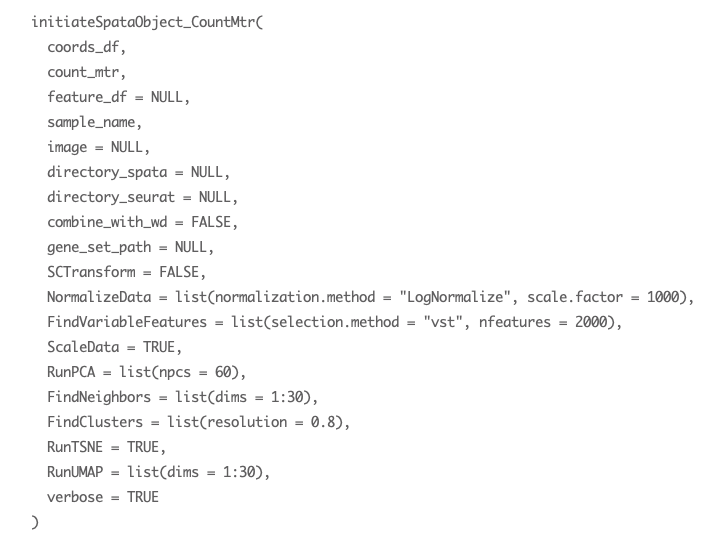 initiateSpataObject_CountMtr(
  coords_df,
  count_mtr,
  feature_df = NULL,
  sample_name,
  image = NULL,
  directory_spata = NULL,
  directory_seurat = NULL,
  combine_with_wd = FALSE,
  gene_set_path = NULL,
  SCTransform = FALSE,
  NormalizeData = list(normalization.method = "LogNormalize", scale.factor = 1000),
  FindVariableFeatures = list(selection.method = "vst", nfeatures = 2000),
  ScaleData = TRUE,
  RunPCA = list(npcs = 60),
  FindNeighbors = list(dims = 1:30),
  FindClusters = list(resolution = 0.8),
  RunTSNE = TRUE,
  RunUMAP = list(dims = 1:30),
  verbose = TRUE
)